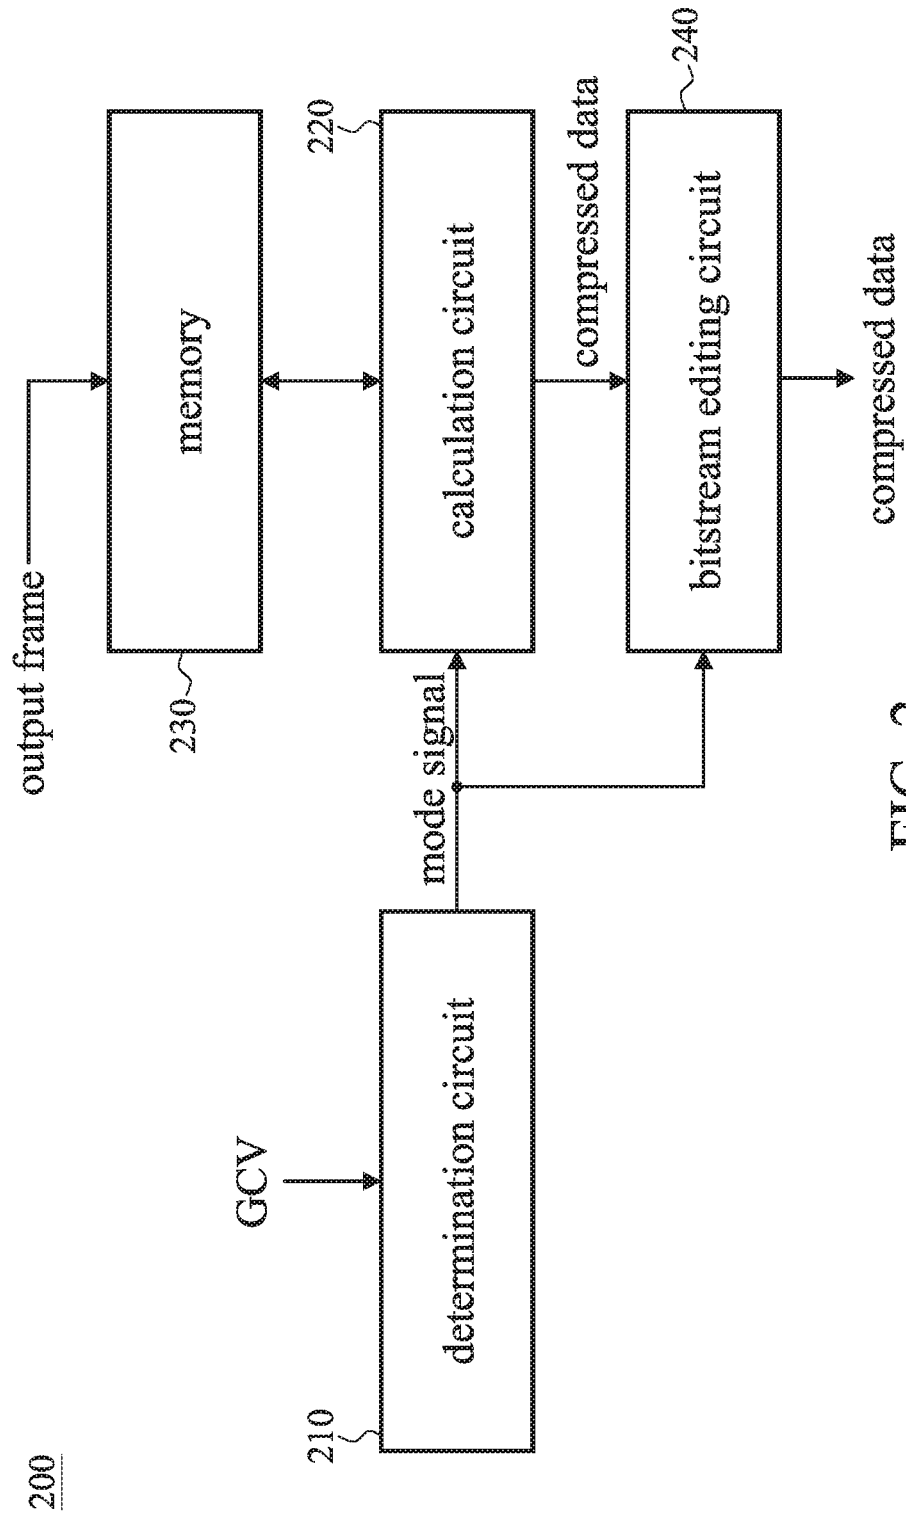 200
output frame
230
memory
GCV
220
calculation circuit
mode signal
210
determination circuit
compressed data
240
bitstream editing circuit
compressed data